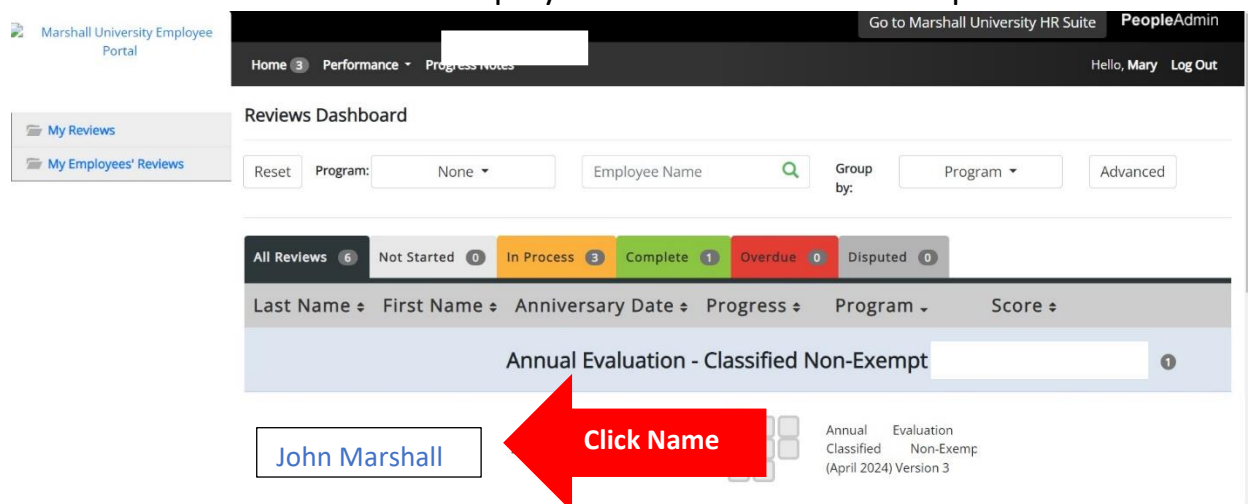 Go to Marshall University HR Suite PeopleAdmin
Marshall University Employee
Portal
Home 3 Performance Progress Notes
Hello, Mary Log Out
My Reviews
My Employees' Reviews
Reviews Dashboard
Reset Program: None Employee Name Group by: Program Advanced
All Reviews 6 Not Started 0 In Process 3 Complete 1 Overdue 0 Disputed 0
Last Name First Name Anniversary Date Progress Program Score
Annual Evaluation - Classified Non-Exempt 1
John Marshall
Click Name
Annual Evaluation
Classified Non-Exemp
(April 2024) Version 3